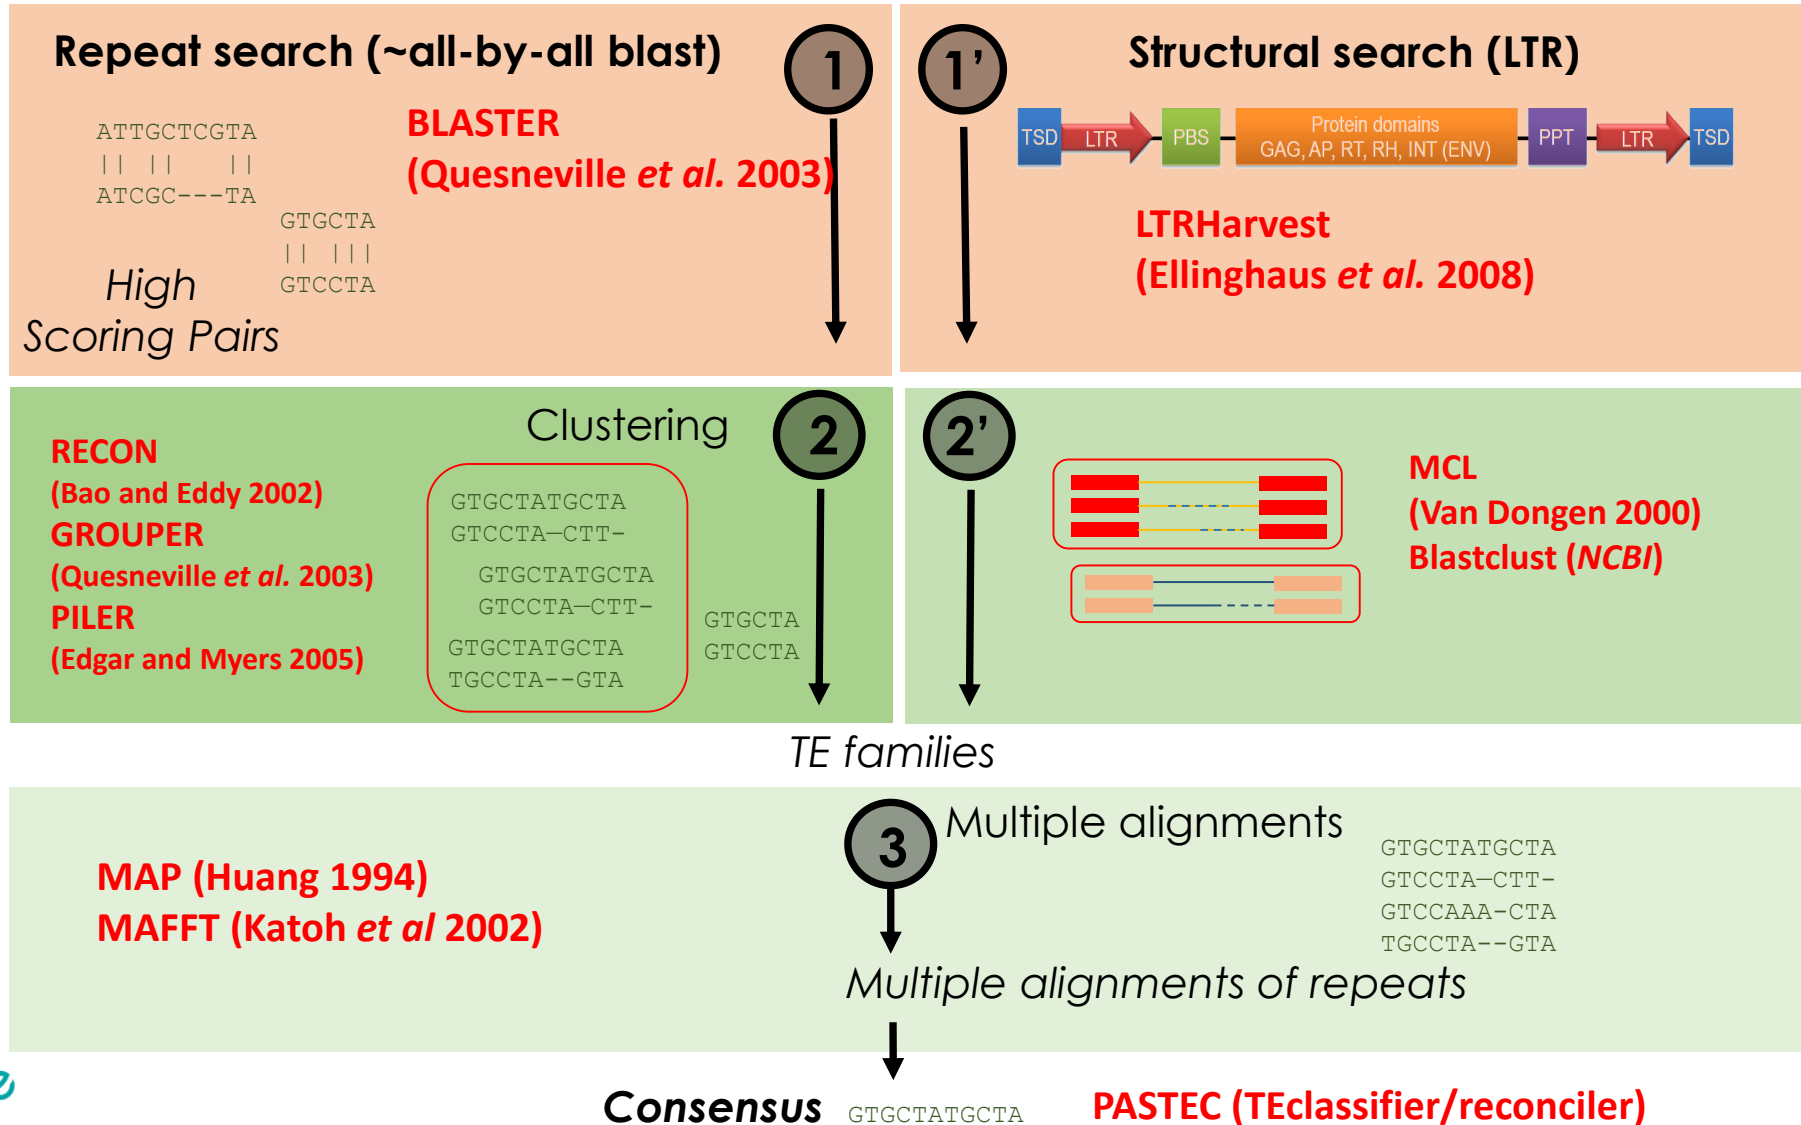 Repeat search (~all-by-all blast)
1
ATTGCTCGTA
|| ||   ||
ATCGC---TA
GTGCTA
|| |||
GTCCTA
High
Scoring Pairs
BLASTER
(Quesneville et al. 2003)
1’
Structural search (LTR)
TSD LTR PBS Protein domains PPT LTR TSD
GAG, AP, RT, RH, INT (ENV)
LTRHarvest
(Ellinghaus et al. 2008)
Clustering
2
RECON
(Bao and Eddy 2002)
GROUPER
(Quesneville et al. 2003)
PILER
(Edgar and Myers 2005)
GTGCTATGCTA
GTCCTA—CTT-
GTGCTATGCTA
GTCCTA—CTT-
GTGCTATGCTA
TGCCTA--GTA
GTGCTA
GTCCTA
2’
MCL
(Van Dongen 2000)
Blastclust (NCBI)
TE families
3
Multiple alignments
MAP (Huang 1994)
MAFFT (Katoh et al 2002)
GTGCTATGCTA
GTCCTA—CTT-
GTCCAAA-CTA
TGCCTA--GTA
Multiple alignments of repeats
e
Consensus GTGCTATGCTA
PASTEC (TEclassifier/reconciler)